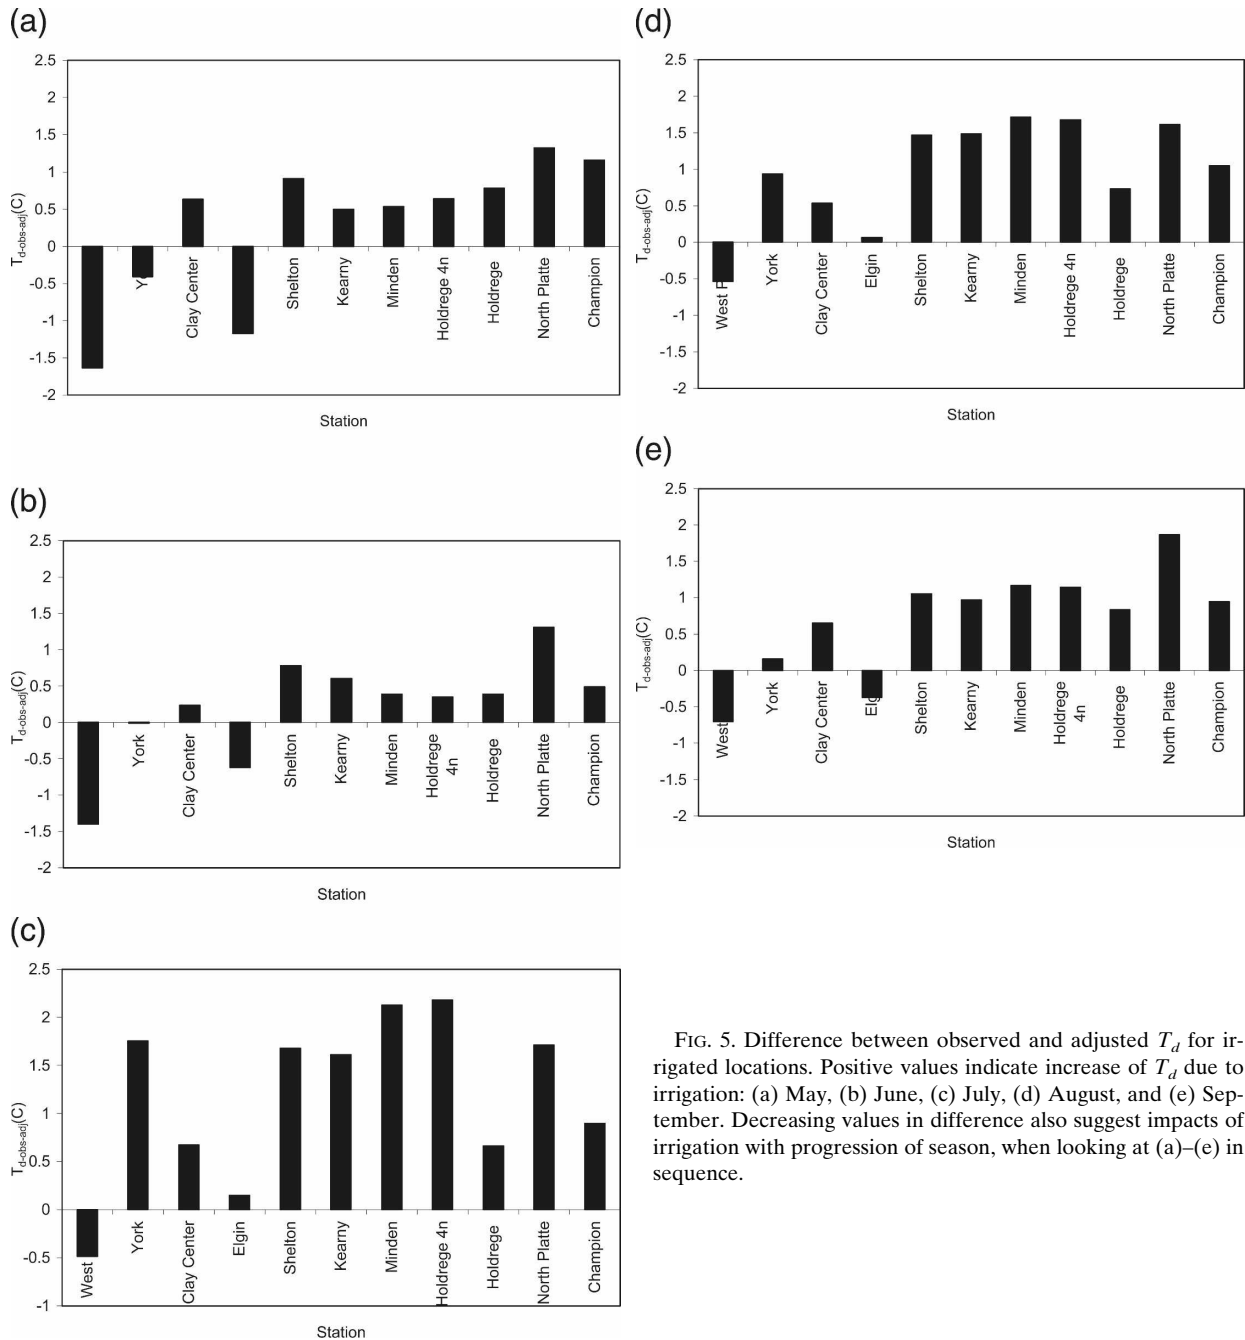 (a)
2.5
2
1.5
1
0.5
0
-0.5
-1
-1.5
-2
Td-obs-adj(C)
Clay Center
Shelton
Kearny
Minden
Holdrege 4n
Holdrege
North Platte
Champion
Station
(b)
2.5
2
1.5
1
0.5
0
-0.5
-1
-1.5
-2
Td-obs-adj(C)
York
Clay Center
Shelton
Kearny
Minden
Holdrege
4n
Holdrege
North Platte
Champion
Station
(c)
2.5
2
1.5
1
0.5
0
-0.5
-1
Td-obs-adj(C)
West
York
Clay Center
Elgin
Shelton
Kearny
Minden
Holdrege 4n
Holdrege
North Platte
Champion
Station
(d)
2.5
2
1.5
1
0.5
0
-0.5
-1
-1.5
-2
Td-obs-adj(C)
West
York
Clay Center
Elgin
Shelton
Kearny
Minden
Holdrege 4n
Holdrege
North Platte
Champion
Station
(e)
2.5
2
1.5
1
0.5
0
-0.5
-1
-1.5
-2
Td-obs-adj(C)
West
York
Clay Center
Shelton
Kearny
Minden
Holdrege
4n
Holdrege
North Platte
Champion
Station
FIG. 5. Difference between observed and adjusted Td for ir-
rigated locations. Positive values indicate increase of Td due to
irrigation: (a) May, (b) June, (c) July, (d) August, and (e) Sep-
tember. Decreasing values in difference also suggest impacts of
irrigation with progression of season, when looking at (a)–(e) in
sequence.